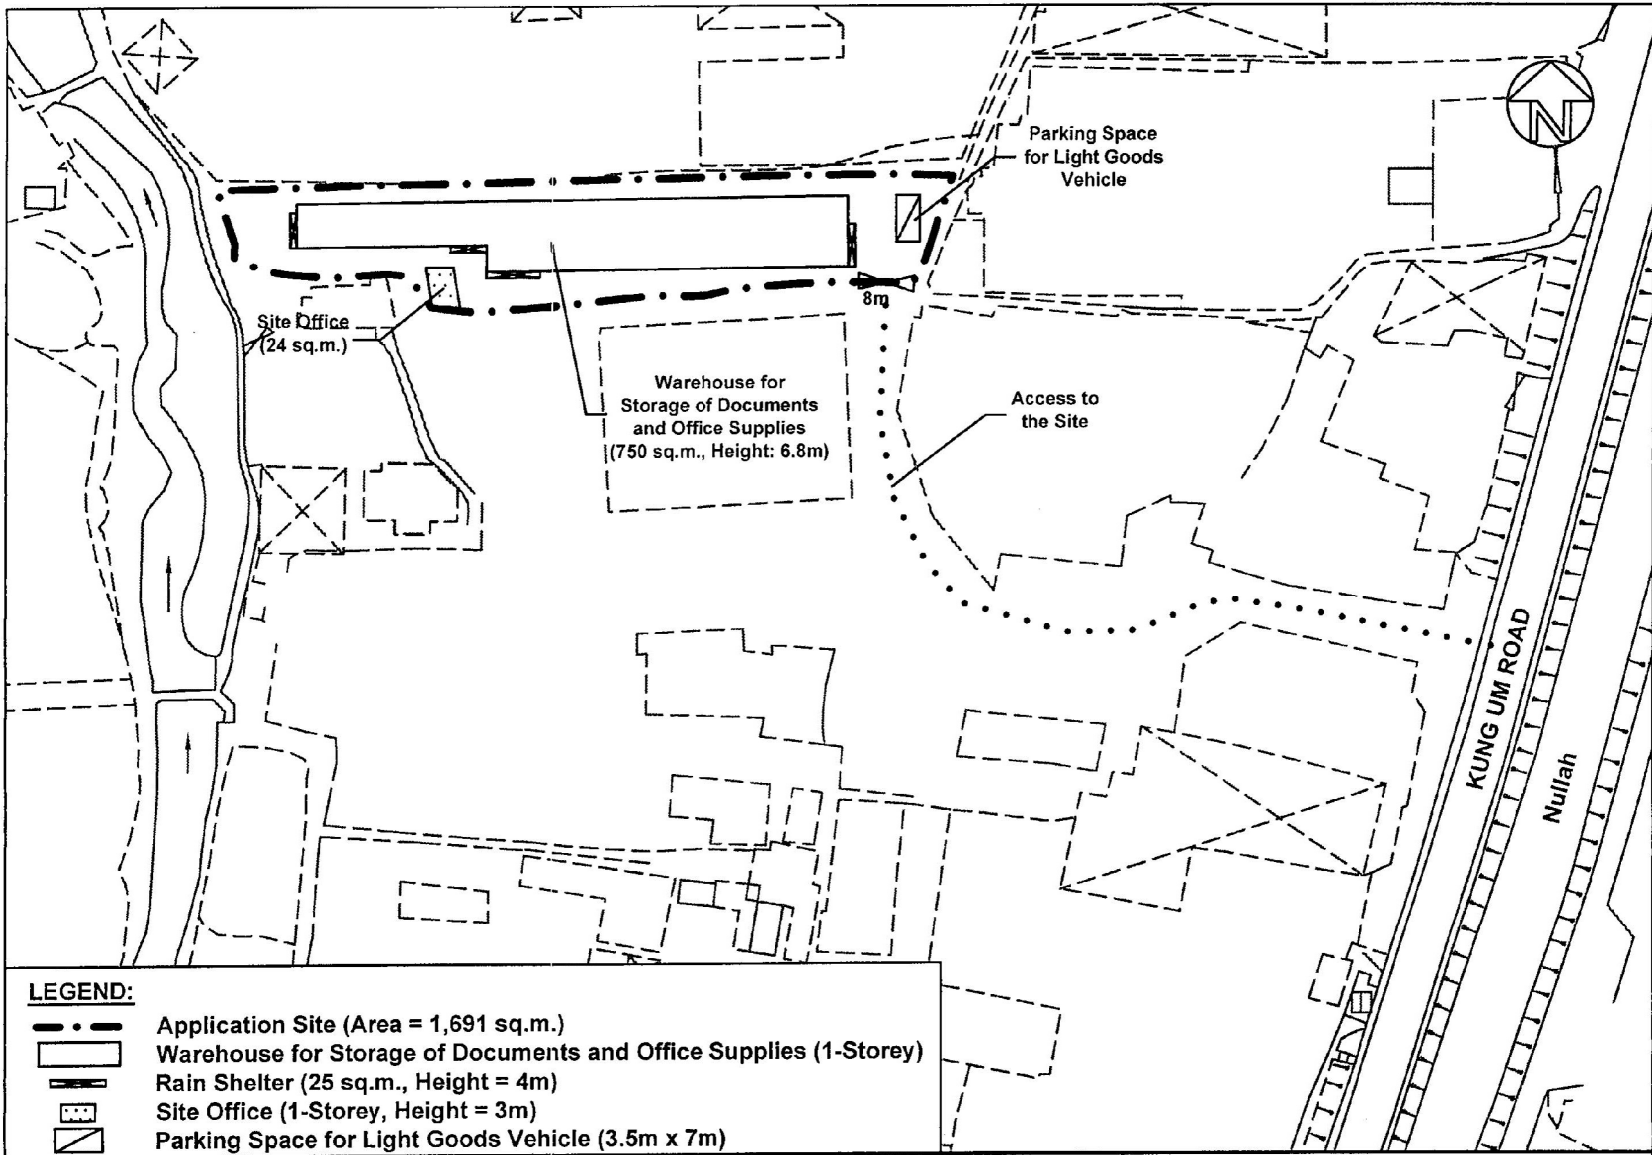 N
Parking Space
for Light Goods
Vehicle
8m
Site Office
(24 sq.m.)
Warehouse for
Storage of Documents
and Office Supplies
(750 sq.m., Height: 6.8m)
Access to
the Site
KUNG UM ROAD
Nullah
LEGEND:
Application Site (Area = 1,691 sq.m.)
Warehouse for Storage of Documents and Office Supplies (1-Storey)
Rain Shelter (25 sq.m., Height = 4m)
Site Office (1-Storey, Height = 3m)
Parking Space for Light Goods Vehicle (3.5m x 7m)